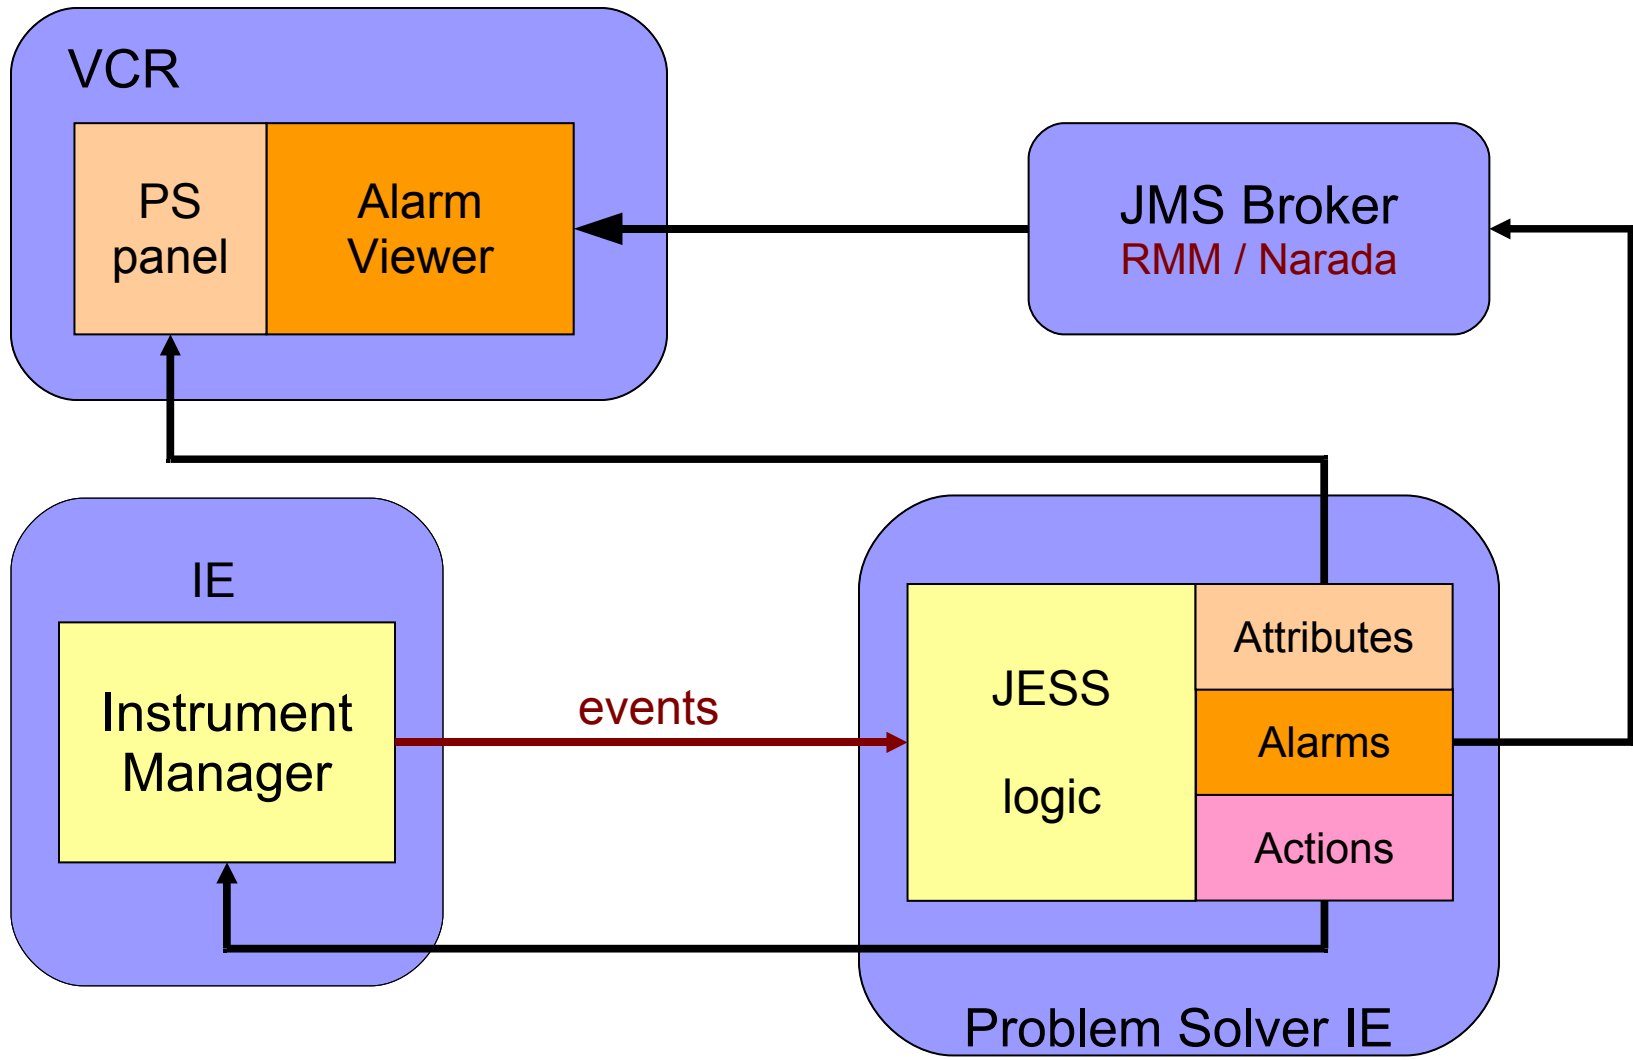 VCR
PS
panel
Alarm
Viewer
JMS Broker
RMM / Narada
IE
Instrument
Manager
events
JESS
logic
Attributes
Alarms
Actions
Problem Solver IE